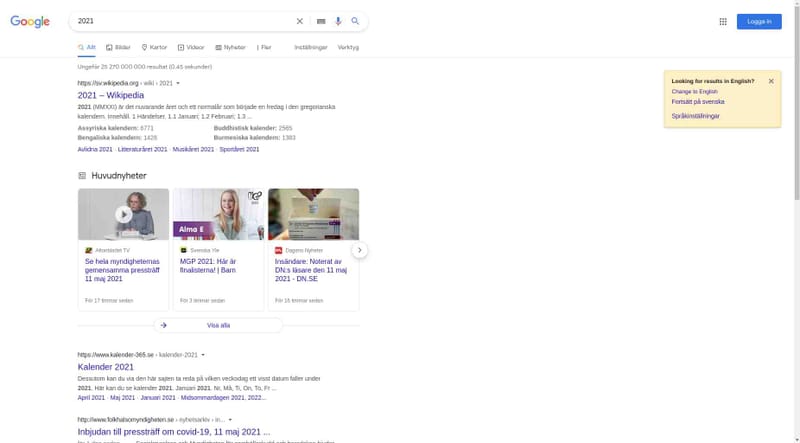 Google
2021
Logga in
Allt Bilder Kartor Videor Nyheter Fler Inställningar Verktyg
Ungefär 25 270 000 000 resultat (0,45 sekunder)
Looking for results in English?
Change to English
Fortsätt på svenska
Språkinställningar
https://sv.wikipedia.org › wiki › 2021
2021 – Wikipedia
2021 (MMXXI) är det nuvarande året och ett normalår som började en fredag i den gregorianska
kalendern. Innehåll. 1 Händelser. 1.1 Januari; 1.2 Februari; 1.3 ...
Assyriska kalendern: 6771 Buddhistisk kalender: 2565
Bengaliska kalendern: 1428 Burmesiska kalendern: 1383
Avlidna 2021 · Litteraturåret 2021 · Musikåret 2021 · Sportåret 2021
Huvudnyheter
MGP
Alma E
Aftonbladet TV
Se hela myndigheternas
gemensamma pressträff
11 maj 2021
För 17 timmar sedan
Svenska Yle
MGP 2021: Här är
finalisterna! | Barn
För 3 timmar sedan
Dagens Nyheter
Insändare: Noterat av
DN:s läsare den 11 maj
2021 - DN.SE
För 16 timmar sedan
Visa alla
https://www.kalender-365.se › kalender-2021
Kalender 2021
Dessutom kan du via den här sajten ta reda på vilken veckodag ett visst datum faller under
2021. Här kan du se kalender 2021. Januari 2021. Nr, Må, Ti, On, To, Fr ...
April 2021 · Maj 2021 · Januari 2021 · Midsommardagen 2021, 2022...
http://www.folkhalsomyndigheten.se › nyhetsarkiv › in...
Inbjudan till pressträff om covid-19, 11 maj 2021 ...